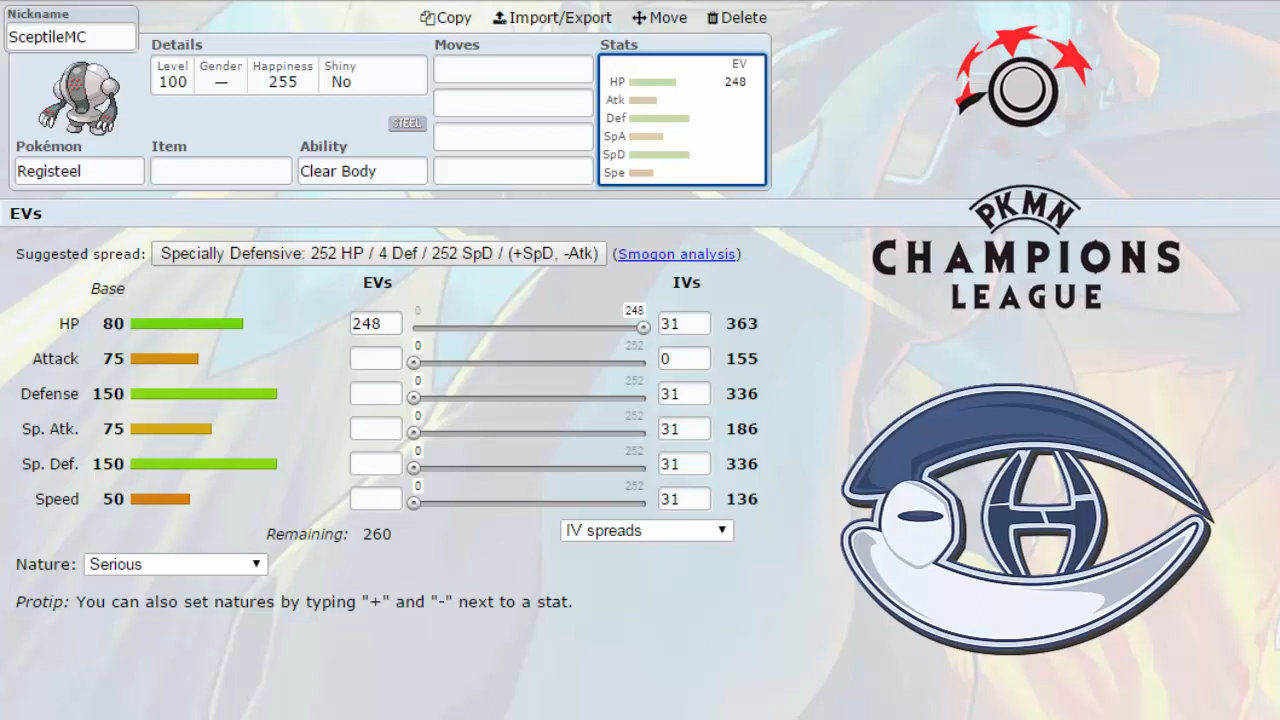 Nickname
SceptileMC
Copy Import/Export Move Delete
Details Moves Stats
Level Gender Happiness Shiny
100 — 255 No
EV
HP 248
Atk
Def
SpA
SpD
Spe
STEEL
Pokémon Item Ability
Registeel Clear Body
EVs
Suggested spread: Specially Defensive: 252 HP / 4 Def / 252 SpD / (+SpD, -Atk) (Smogon analysis)
Base EVs IVs
0 248
HP 80 248 31 363
0 252
Attack 75 0 155
0 252
Defense 150 31 336
0 252
Sp. Atk. 75 31 186
0 252
Sp. Def. 150 31 336
0 252
Speed 50 31 136
Remaining: 260 IV spreads
Nature: Serious
Protip: You can also set natures by typing "+" and "-" next to a stat.
PKMN
CHAMPIONS
LEAGUE